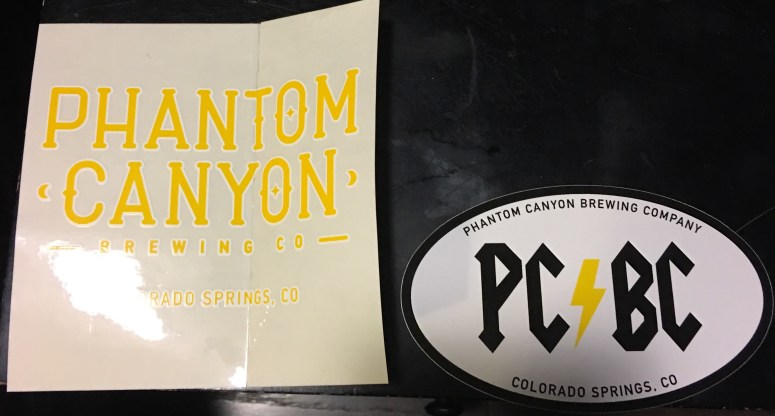 PHANTOM
CANYON
BREWING CO
COLORADO SPRINGS, CO
PHANTOM CANYON BREWING COMPANY
PC BC
COLORADO SPRINGS, CO